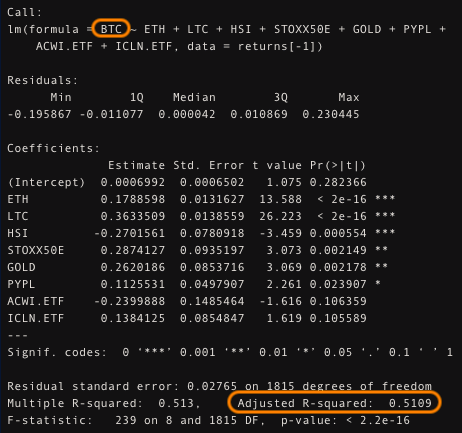 Call:
lm(formula = BTC ~ ETH + LTC + HSI + STOXX50E + GOLD + PYPL +
    ACWI.ETF + ICLN.ETF, data = returns[-1])

Residuals:
      Min        1Q    Median        3Q       Max
-0.195867 -0.011077  0.000042  0.010869  0.230445

Coefficients:
              Estimate Std. Error t value Pr(>|t|)
(Intercept)  0.0006992  0.0006502   1.075 0.282366
ETH          0.1788598  0.0131627  13.588  < 2e-16 ***
LTC          0.3633509  0.0138559  26.223  < 2e-16 ***
HSI         -0.2701561  0.0780918  -3.459 0.000554 ***
STOXX50E     0.2874127  0.0935197   3.073 0.002149 **
GOLD         0.2620186  0.0853716   3.069 0.002178 **
PYPL         0.1125531  0.0497907   2.261 0.023907 *
ACWI.ETF    -0.2399888  0.1485464  -1.616 0.106359
ICLN.ETF     0.1384125  0.0854847   1.619 0.105589
---
Signif. codes:  0 ‘***’ 0.001 ‘**’ 0.01 ‘*’ 0.05 ‘.’ 0.1 ‘ ’ 1

Residual standard error: 0.02765 on 1815 degrees of freedom
Multiple R-squared:  0.513,	Adjusted R-squared:  0.5109
F-statistic:   239 on 8 and 1815 DF,  p-value: < 2.2e-16